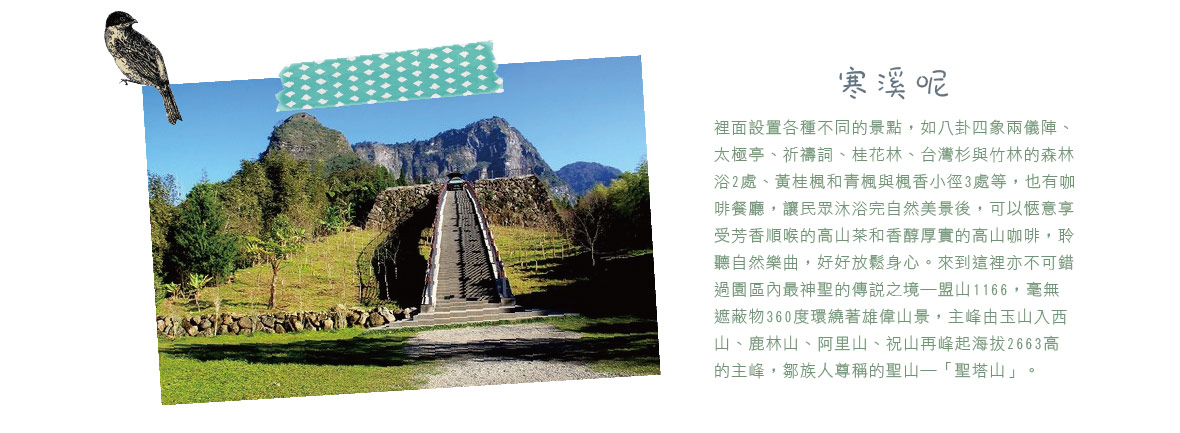 寒溪呢
裡面設置各種不同的景點，如八卦四象兩儀陣、
太極亭、祈禱詞、桂花林、台灣杉與竹林的森林
浴2處、黃桂楓和青楓與楓香小徑3處等，也有咖
啡餐廳，讓民眾沐浴完自然美景後，可以愜意享
受芳香順喉的高山茶和香醇厚實的高山咖啡，聆
聽自然樂曲，好好放鬆身心。來到這裡亦不可錯
過園區內最神聖的傳説之境—盟山1166，毫無
遮蔽物360度環繞著雄偉山景，主峰由玉山入西
山、鹿林山、阿里山、祝山再峰起海拔2663高
的主峰，鄒族人尊稱的聖山—「聖塔山」。